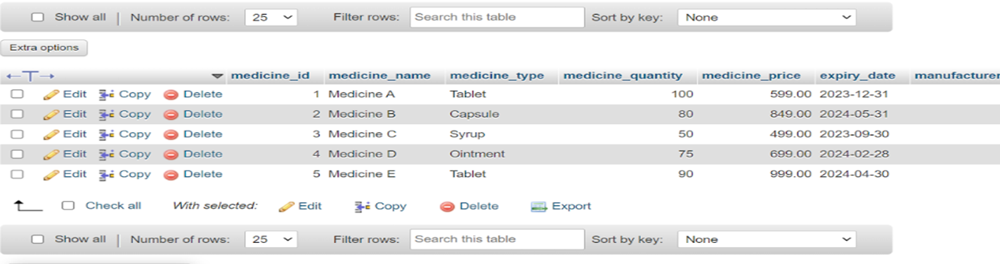 Show all | Number of rows: 25 Filter rows: Search this table Sort by key: None
Extra options
←T→ medicine_id medicine_name medicine_type medicine_quantity medicine_price expiry_date manufacturer
Edit Copy Delete 1 Medicine A Tablet 100 599.00 2023-12-31
Edit Copy Delete 2 Medicine B Capsule 80 849.00 2024-05-31
Edit Copy Delete 3 Medicine C Syrup 50 499.00 2023-09-30
Edit Copy Delete 4 Medicine D Ointment 75 699.00 2024-02-28
Edit Copy Delete 5 Medicine E Tablet 90 999.00 2024-04-30
Check all With selected: Edit Copy Delete Export
Show all | Number of rows: 25 Filter rows: Search this table Sort by key: None